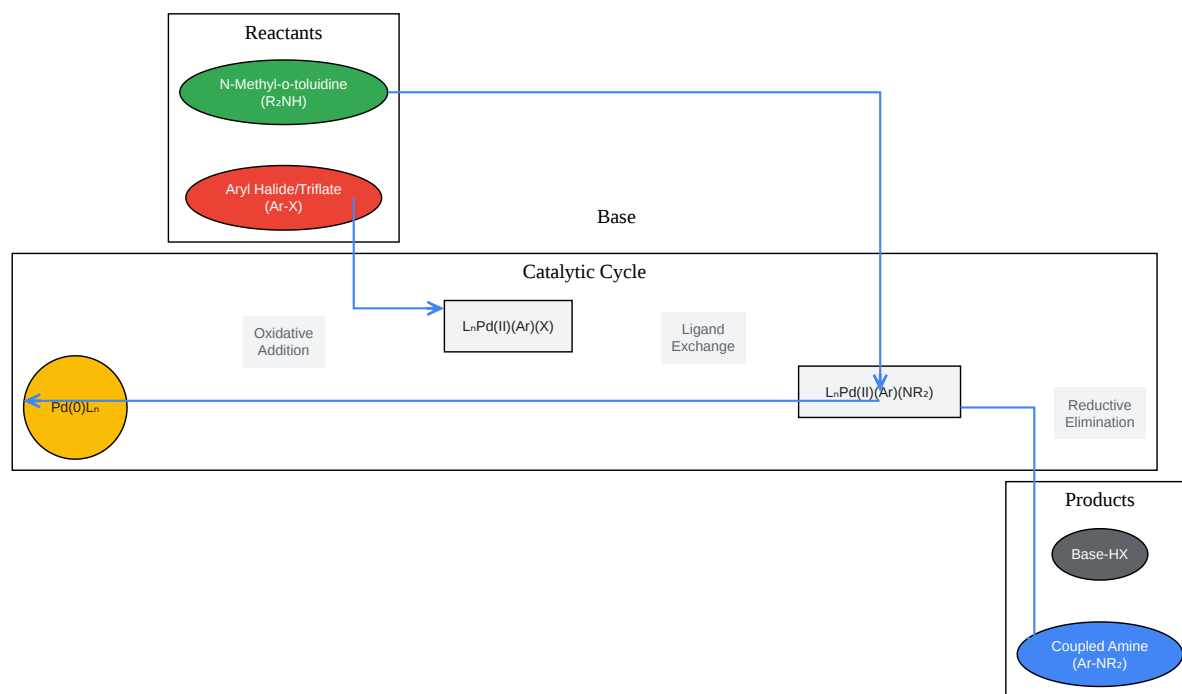 Reactants
N-Methyl-o-toluidine
(R₂NH)
Aryl Halide/Triflate
(Ar-X)
Base
Catalytic Cycle
LₙPd(II)(Ar)(X)
Oxidative
Addition
Ligand
Exchange
Pd(0)Lₙ
LₙPd(II)(Ar)(NR₂)
Reductive
Elimination
Products
Base-HX
Coupled Amine
(Ar-NR₂)